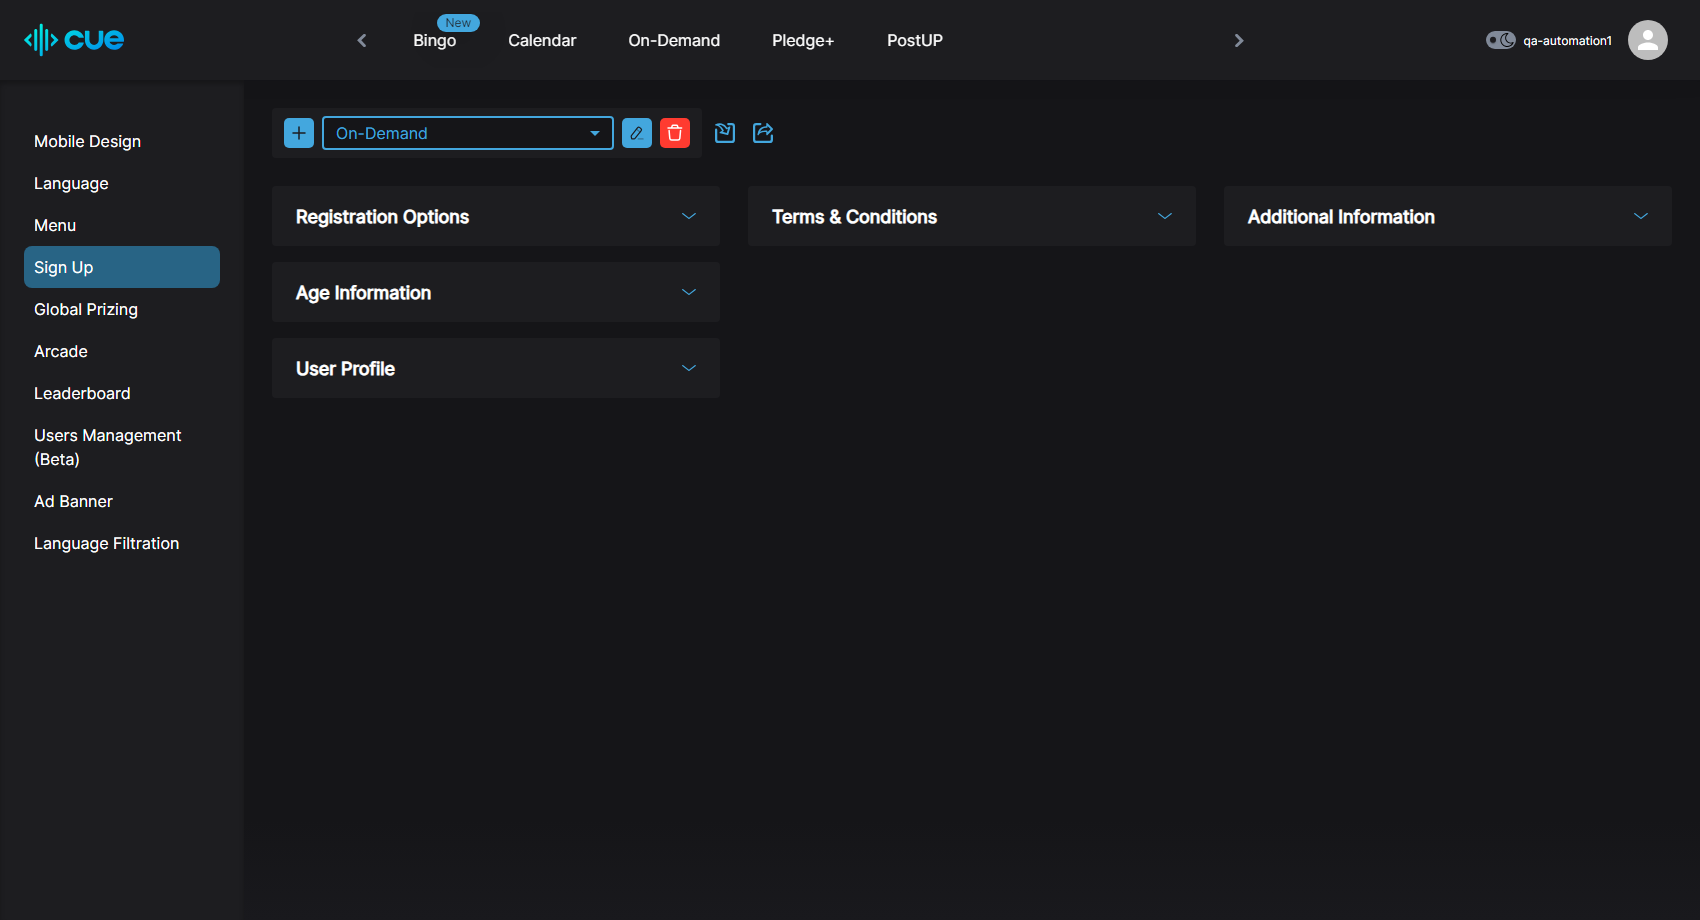 cue
New
Bingo
Calendar
On-Demand
Pledge+
PostUP
qa-automation1
Mobile Design
Language
Menu
Sign Up
Global Prizing
Arcade
Leaderboard
Users Management
(Beta)
Ad Banner
Language Filtration
On-Demand
Registration Options
Terms & Conditions
Additional Information
Age Information
User Profile